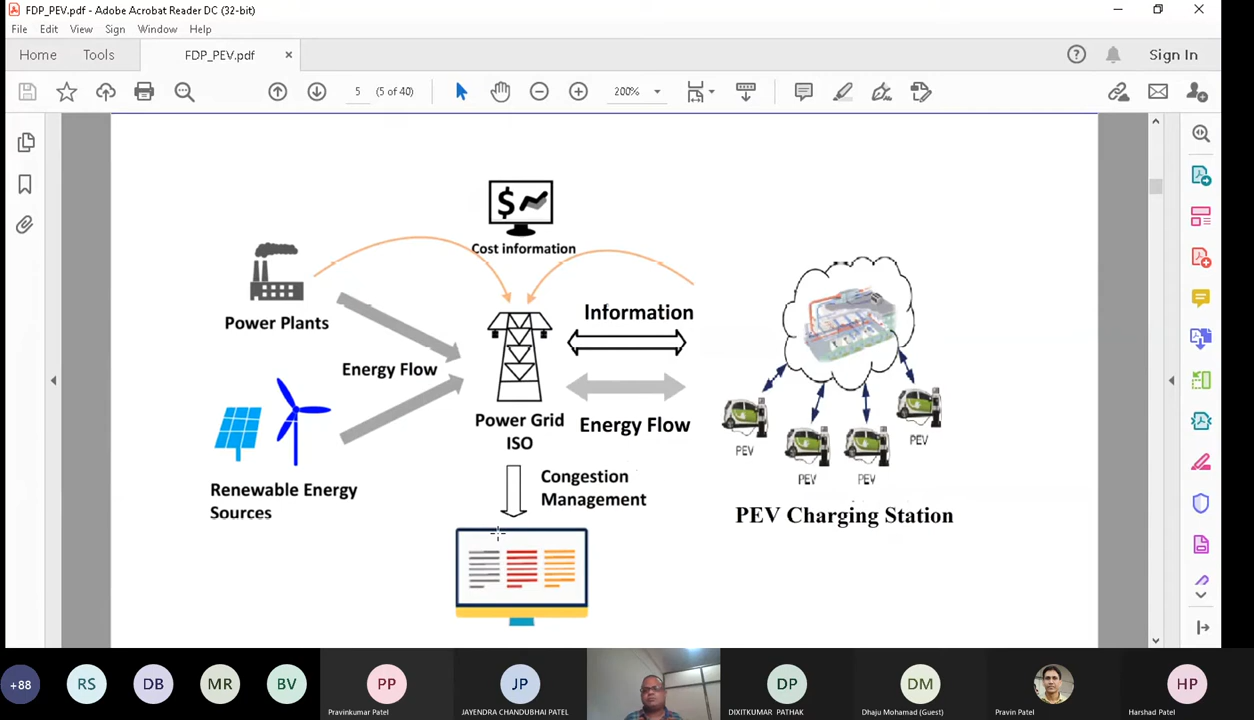 FDP_PEV.pdf - Adobe Acrobat Reader DC (32-bit)
File Edit View Sign Window Help
Home Tools FDP_PEV.pdf × Sign In
5 (5 of 40) 200%
$
Cost information
Power Plants
Information
Energy Flow
Power Grid
ISO
Energy Flow
PEV
PEV
PEV
PEV
Renewable Energy
Sources
Congestion
Management
PEV Charging Station
+88 RS DB MR BV PP JP DP DM HP
Pravinkumar Patel JAYENDRA CHANDUBHAI PATEL DIXITKUMAR PATHAK Dhaju Mohamad (Guest) Pravin Patel Harshad Patel